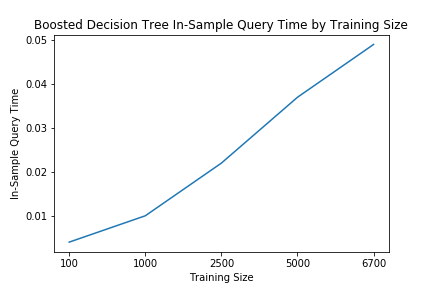 Boosted Decision Tree In-Sample Query Time by Training Size
0.05
0.04
0.03
0.02
0.01
In-Sample Query Time
100 1000 2500 5000 6700
Training Size